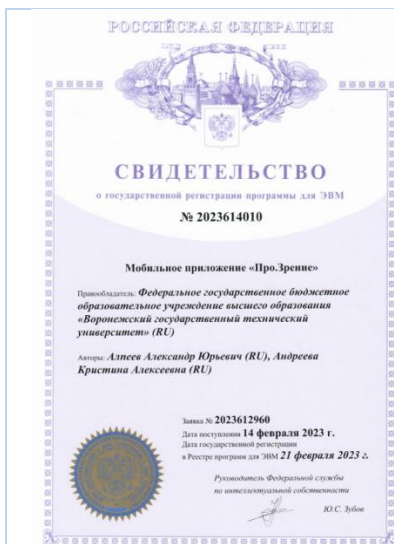 РОССИЙСКАЯ ФЕДЕРАЦИЯ
СВИДЕТЕЛЬСТВО
о государственной регистрации программы для ЭВМ
№ 2023614010
Мобильное приложение «Про.Зрение»
Правообладатель: Федеральное государственное бюджетное
образовательное учреждение высшего образования
«Воронежский государственный технический
университет» (RU)
Авторы: Алпеев Александр Юрьевич (RU), Андреева
Кристина Алексеевна (RU)
Заявка № 2023612960
Дата поступления 14 февраля 2023 г.
Дата государственной регистрации
в Реестре программ для ЭВМ 21 февраля 2023 г.
Руководитель Федеральной службы
по интеллектуальной собственности
Ю.С. Зубов